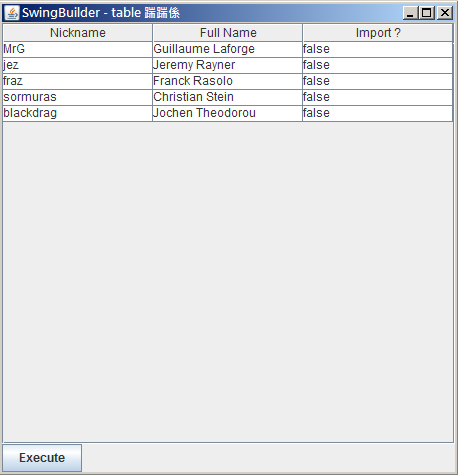 SwingBuilder - table 踹踹係
Nickname Full Name Import ?
MrG Guillaume Laforge false
jez Jeremy Rayner false
fraz Franck Rasolo false
sormuras Christian Stein false
blackdrag Jochen Theodorou false
Execute